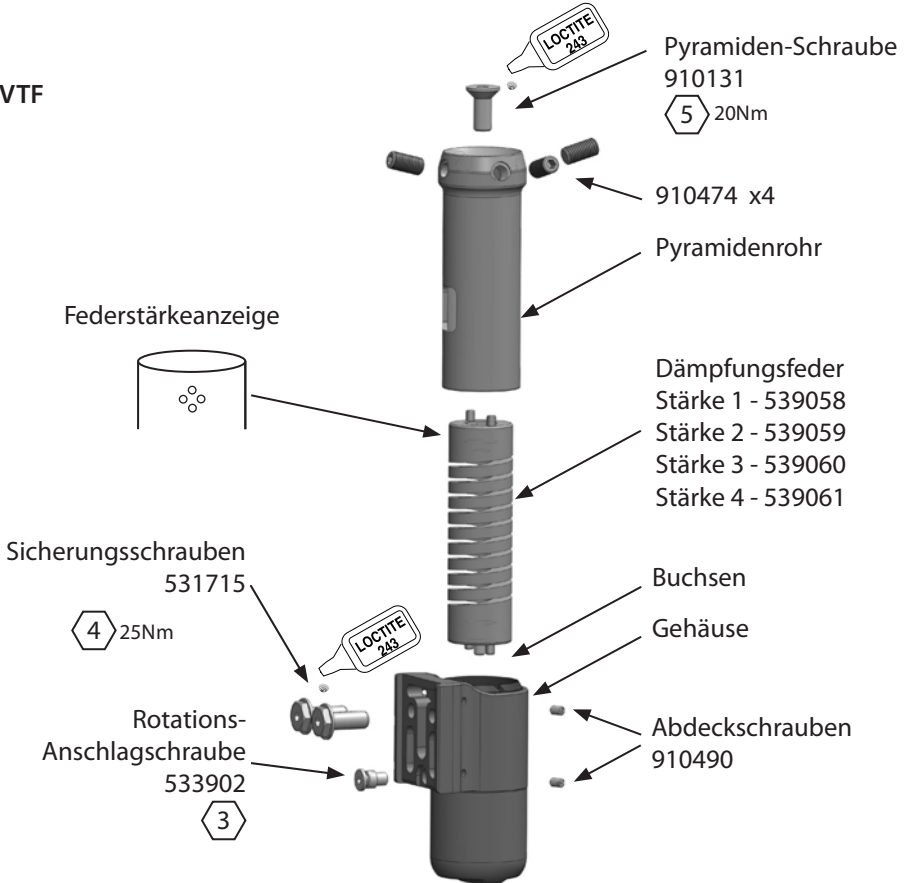 VTF
LOCTITE
243
Pyramiden-Schraube
910131
5 20Nm
910474 x4
Pyramidenrohr
Federstärkeanzeige
Dämpfungsfeder
Stärke 1 - 539058
Stärke 2 - 539059
Stärke 3 - 539060
Stärke 4 - 539061
Sicherungsschrauben
531715
4 25Nm
LOCTITE
243
Buchsen
Gehäuse
Rotations-
Anschlagschraube
533902
3
Abdeckschrauben
910490